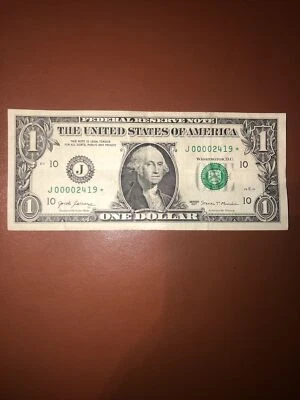 FEDERAL RESERVE NOTE
THE UNITED STATES OF AMERICA
THIS NOTE IS LEGAL TENDER
FOR ALL DEBTS, PUBLIC AND PRIVATE
J 00002419 *
WASHINGTON, D.C.
10
10
J
J 00002419 *
10
10
ONE DOLLAR
1
1
1
1